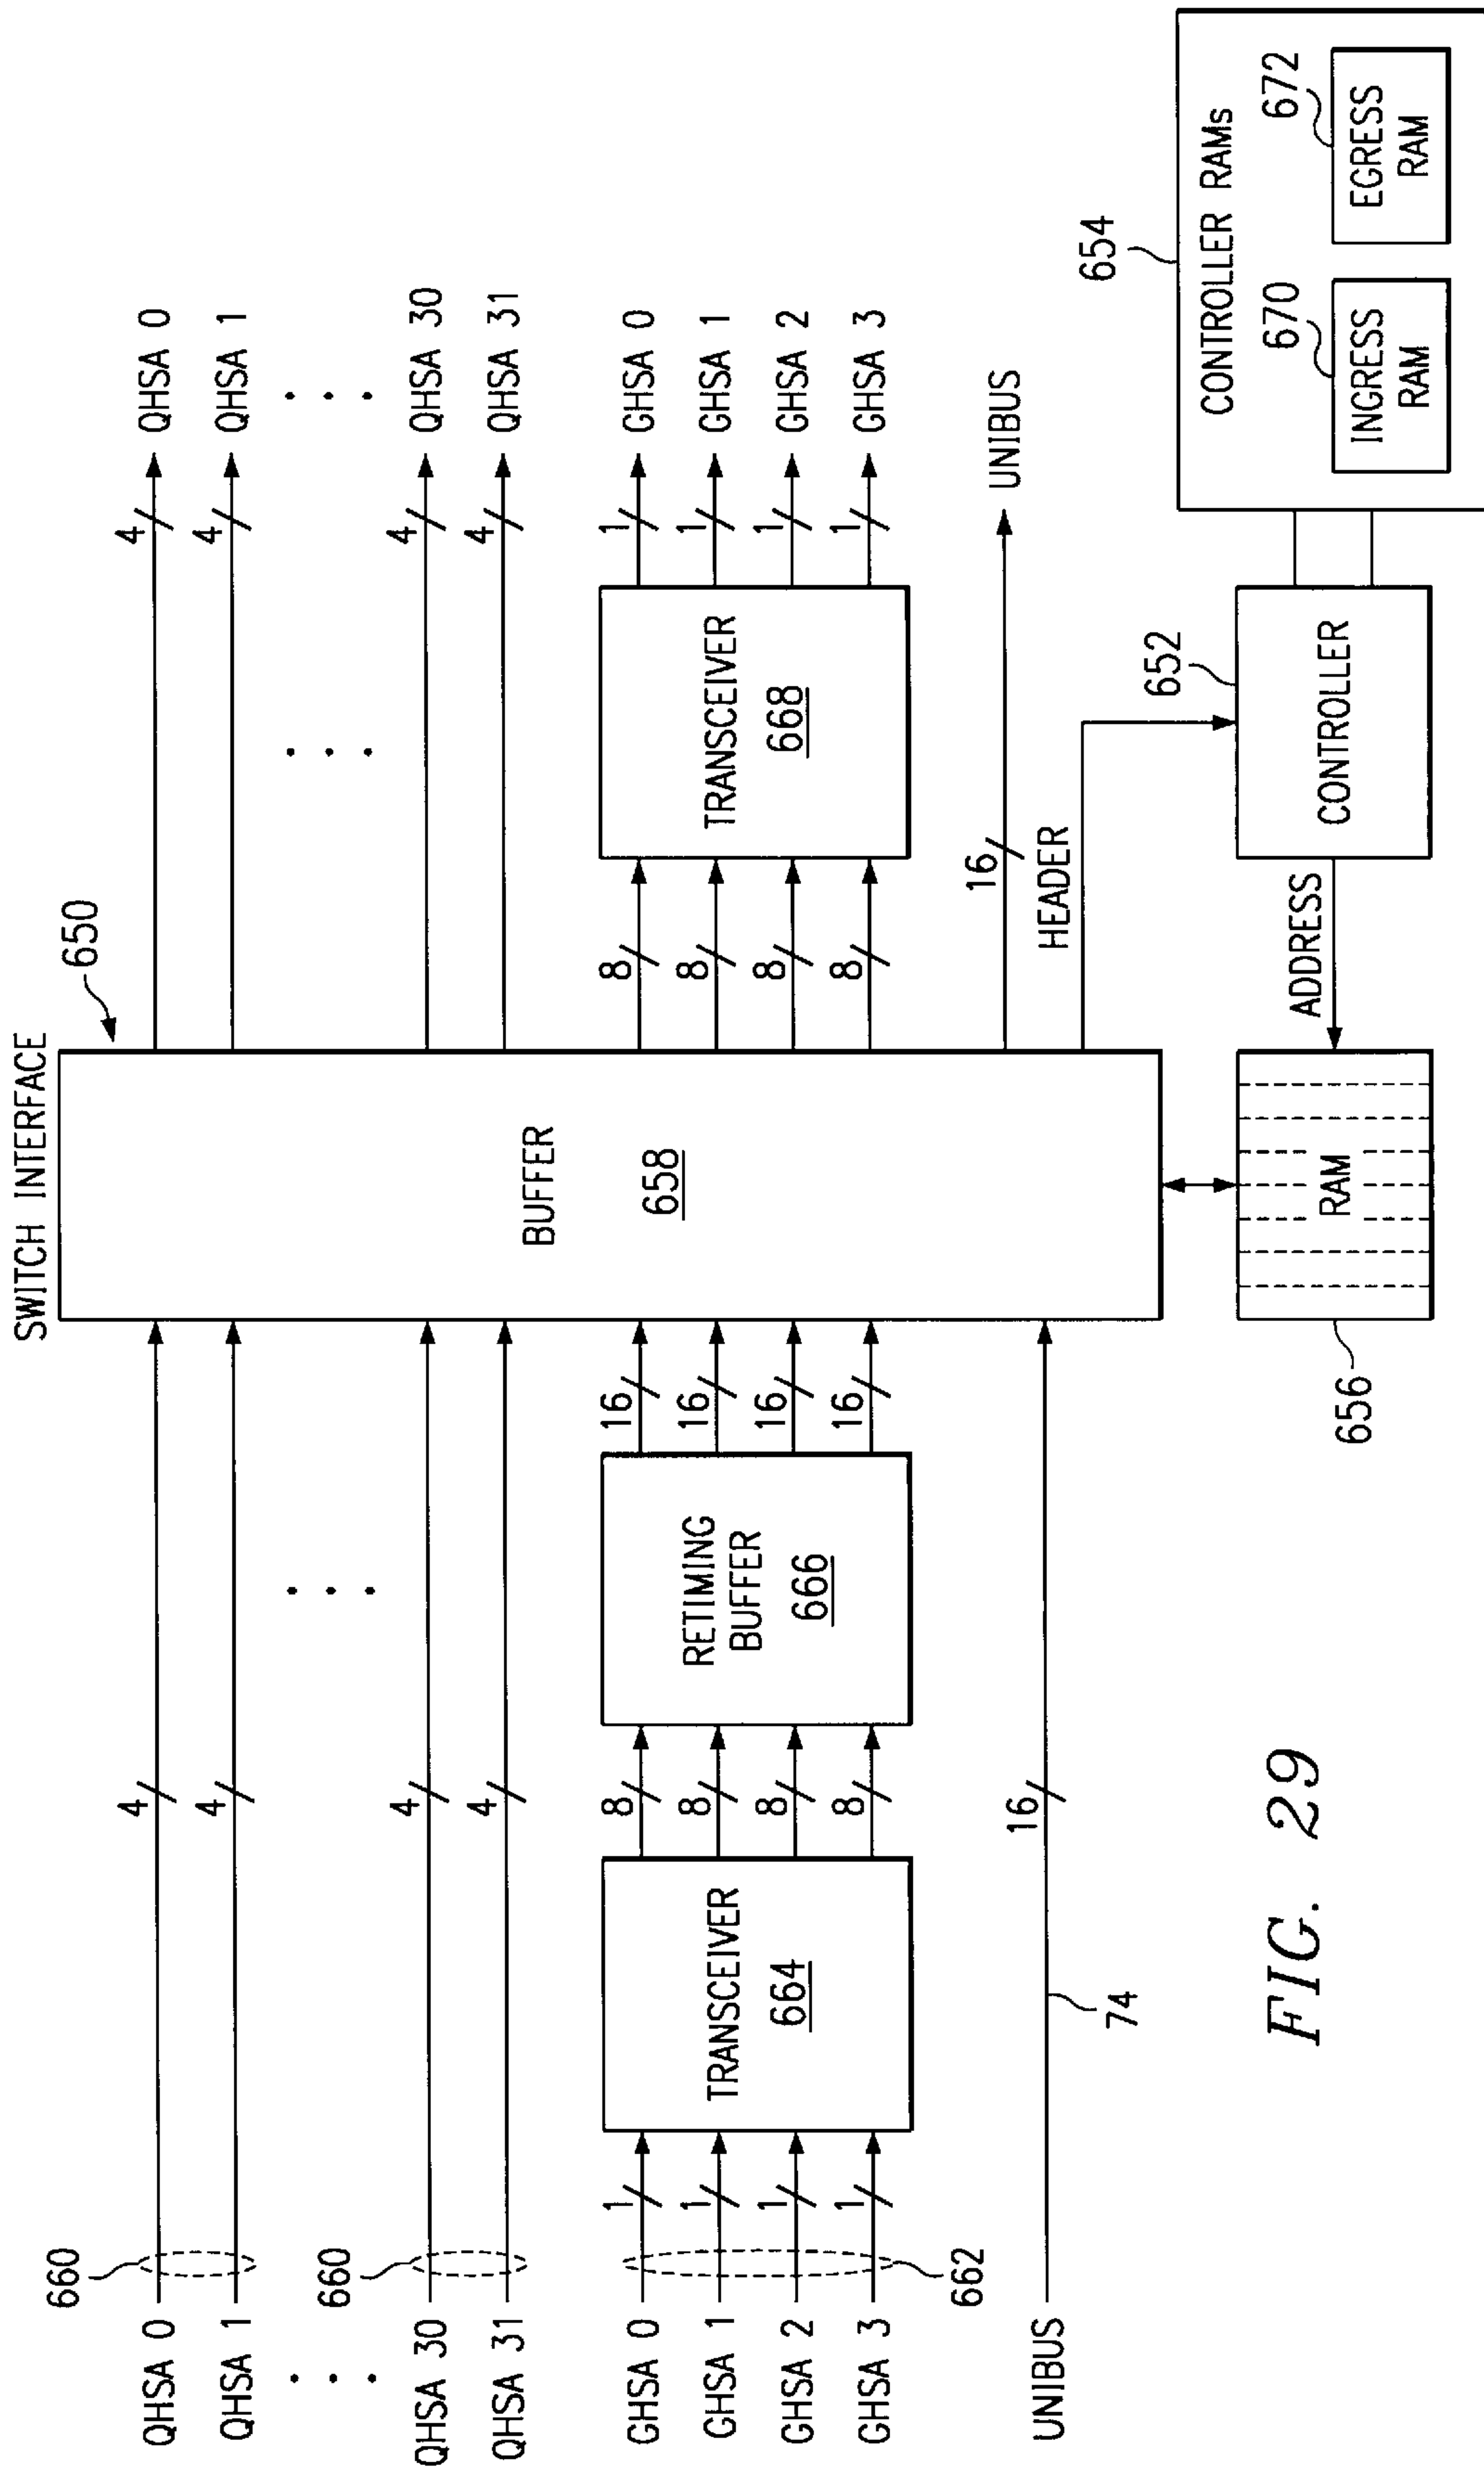 SWITCH INTERFACE
650
QHSA 0
QHSA 1
. . .
QHSA 30
QHSA 31
660
660
4
4
4
4
GHSA 0
GHSA 1
GHSA 2
GHSA 3
662
1
1
1
1
TRANSCEIVER
664
8
8
8
8
RETIMING
BUFFER
666
16
16
16
16
UNIBUS
74
16
BUFFER
658
4
4
4
4
QHSA 0
QHSA 1
. . .
QHSA 30
QHSA 31
8
8
8
8
TRANSCEIVER
668
1
1
1
1
GHSA 0
GHSA 1
GHSA 2
GHSA 3
16
UNIBUS
HEADER
RAM
656
ADDRESS
CONTROLLER
652
654
CONTROLLER RAMs
INGRESS
RAM
670
EGRESS
RAM
672
FIG. 29